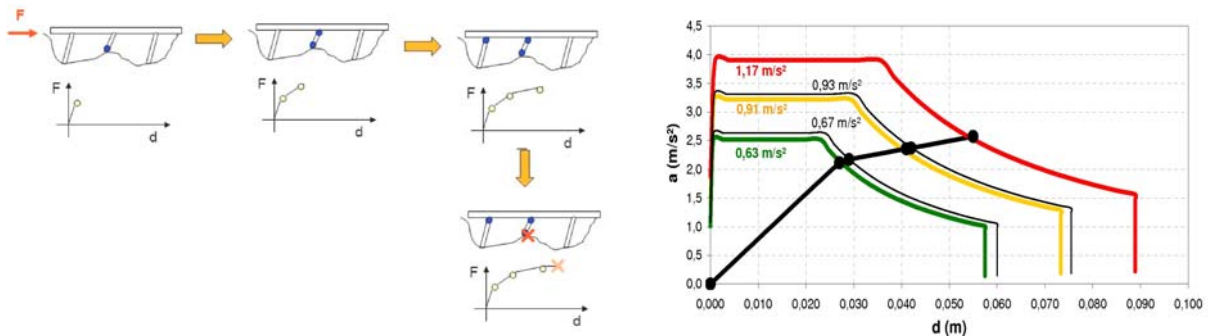 F
F
d
F
d
F
d
F
d
a (m/s²)
4,5
4,0
3,5
3,0
2,5
2,0
1,5
1,0
0,5
0,0
1,17 m/s²
0,93 m/s²
0,91 m/s²
0,67 m/s²
0,63 m/s²
0,000 0,010 0,020 0,030 0,040 0,050 0,060 0,070 0,080 0,090 0,100
d (m)